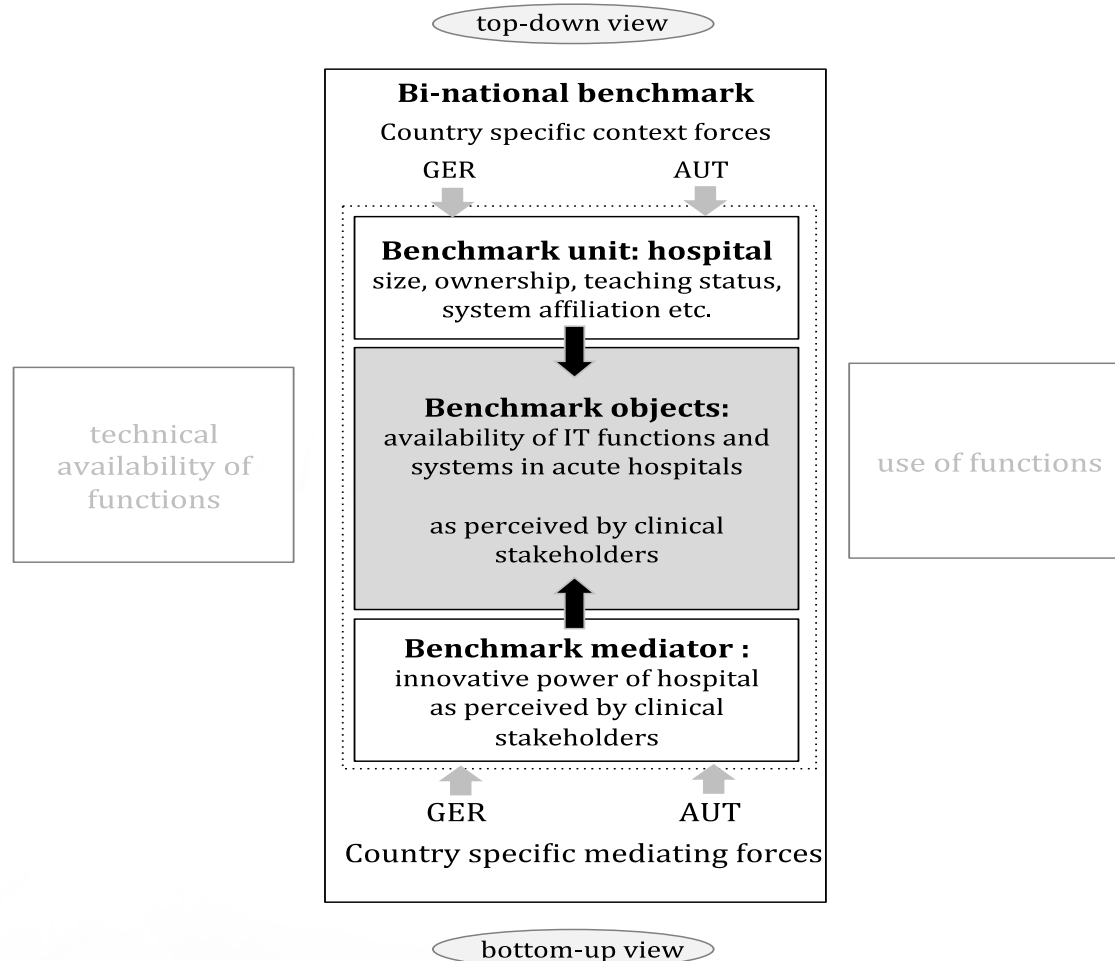 top-down view
Bi-national benchmark
Country specific context forces
GER AUT
Benchmark unit: hospital
size, ownership, teaching status,
system affiliation etc.
technical
availability of
functions
Benchmark objects:
availability of IT functions and
systems in acute hospitals
as perceived by clinical
stakeholders
use of functions
Benchmark mediator :
innovative power of hospital
as perceived by clinical
stakeholders
GER AUT
Country specific mediating forces
bottom-up view